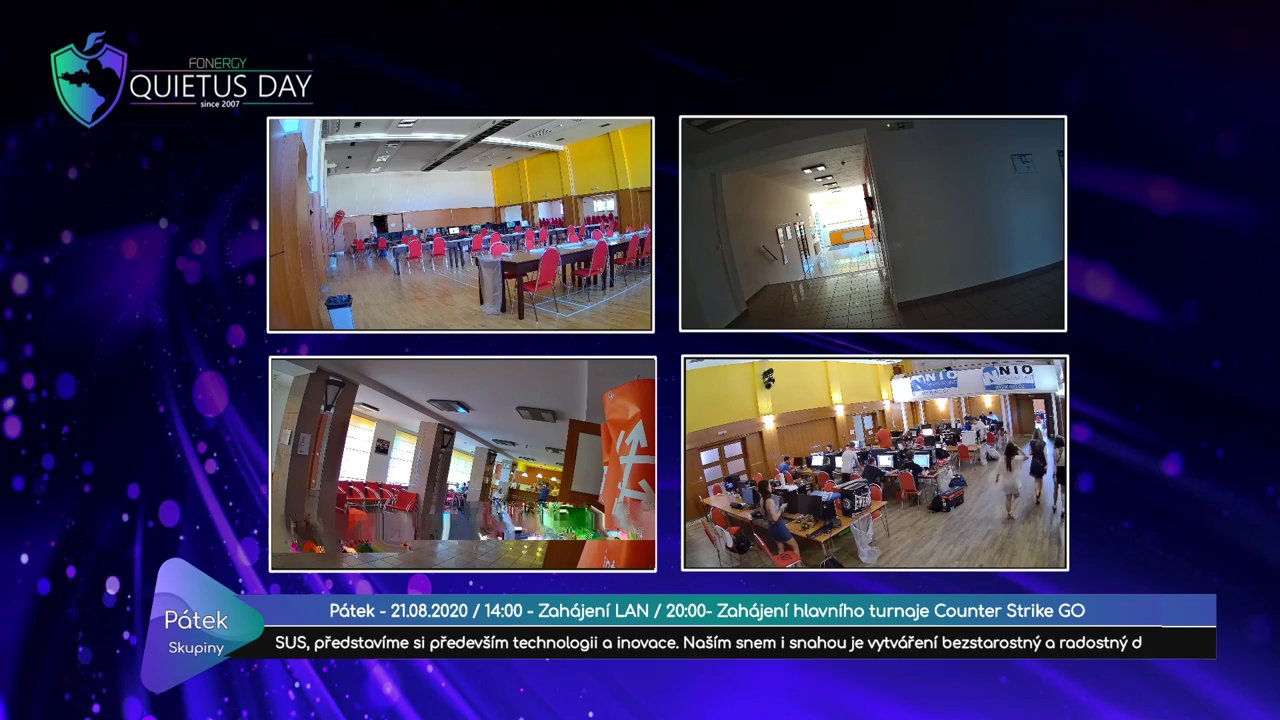 FONERGY
QUIETUS DAY
since 2007
NIO
NIO
Pátek - 21.08.2020 / 14:00 - Zahájení LAN / 20:00- Zahájení hlavního turnaje Counter Strike GO
Pátek
Skupiny
SUS, představíme si především technologii a inovace. Naším snem i snahou je vytváření bezstarostný a radostný d